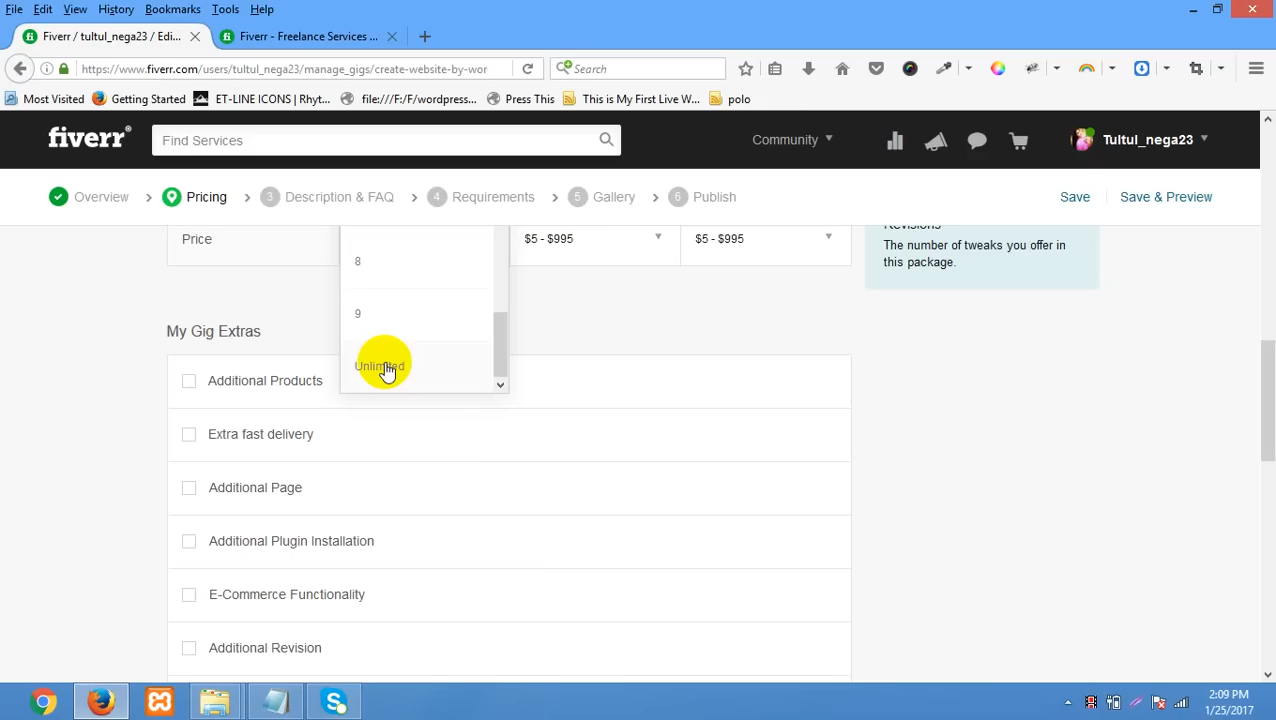 File Edit View History Bookmarks Tools Help
Fiverr / tultul_nega23 / Edi...
Fiverr - Freelance Services ...
https://www.fiverr.com/users/tultul_nega23/manage_gigs/create-website-by-wor
Search
Most Visited Getting Started ET-LINE ICONS | Rhyt... file:///F:/F/wordpress... Press This This is My First Live W... polo
fiverr® Find Services Community Tultul_nega23
Overview Pricing 3 Description & FAQ 4 Requirements 5 Gallery 6 Publish Save Save & Preview
Revisions
Price $5 - $995 $5 - $995
The number of tweaks you offer in
this package.
8
9
My Gig Extras
Unlimited
Additional Products
Extra fast delivery
Additional Page
Additional Plugin Installation
E-Commerce Functionality
Additional Revision
2:09 PM
1/25/2017